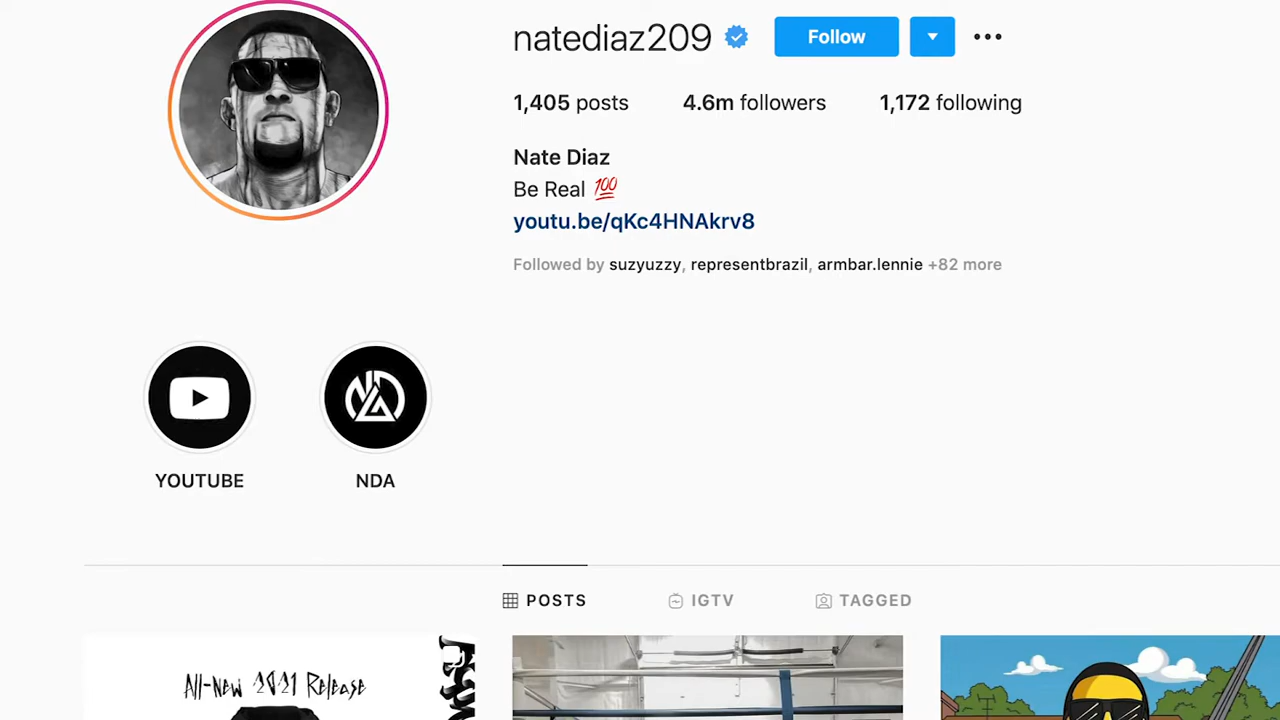 natediaz209
Follow
1,405 posts 4.6m followers 1,172 following
Nate Diaz
Be Real 💯
youtu.be/qKc4HNAkrv8
Followed by suzyuzzy, representbrazil, armbar.lennie +82 more
YOUTUBE NDA
POSTS IGTV TAGGED
All-New 2021 Release